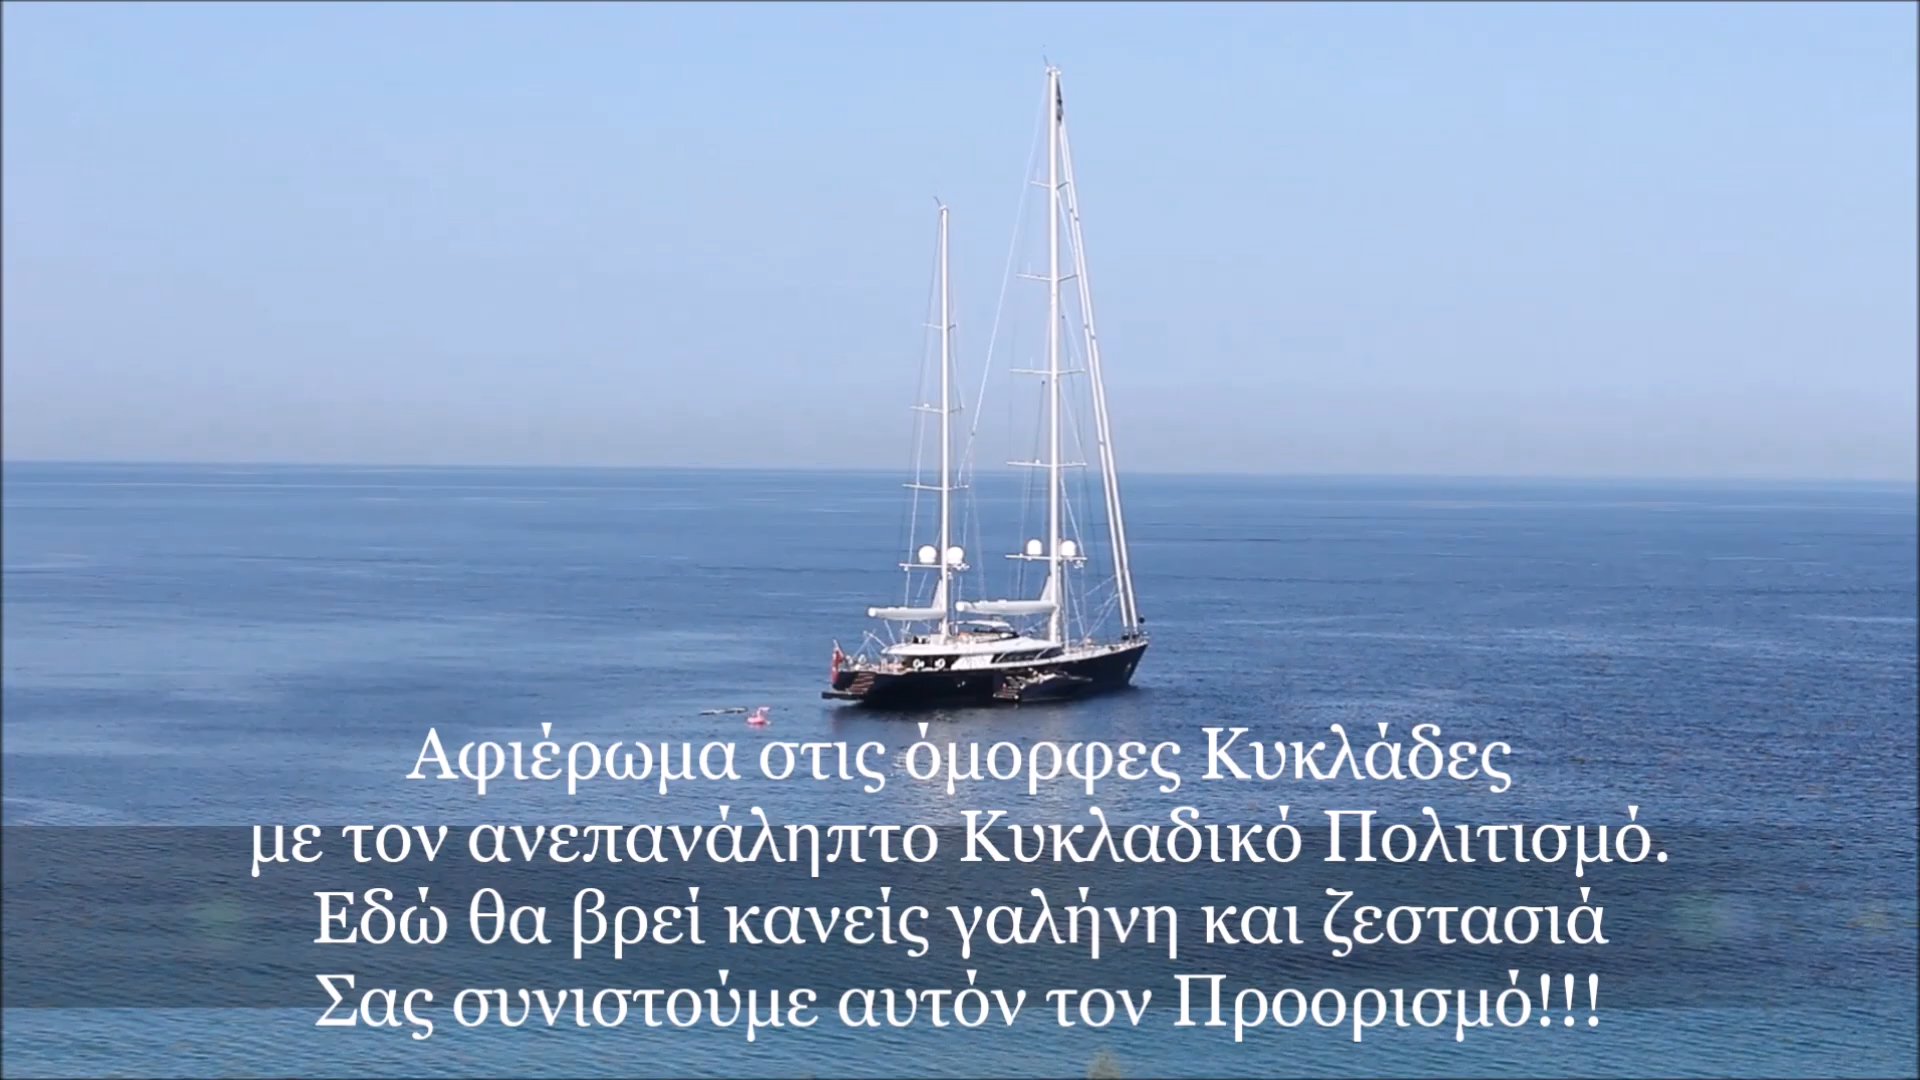 Αφιέρωμα στις όμορφες Κυκλάδες
με τον ανεπανάληπτο Κυκλαδικό Πολιτισμό.
Εδώ θα βρεί κανείς γαλήνη και ζεστασιά
Σας συνιστούμε αυτόν τον Προορισμό!!!